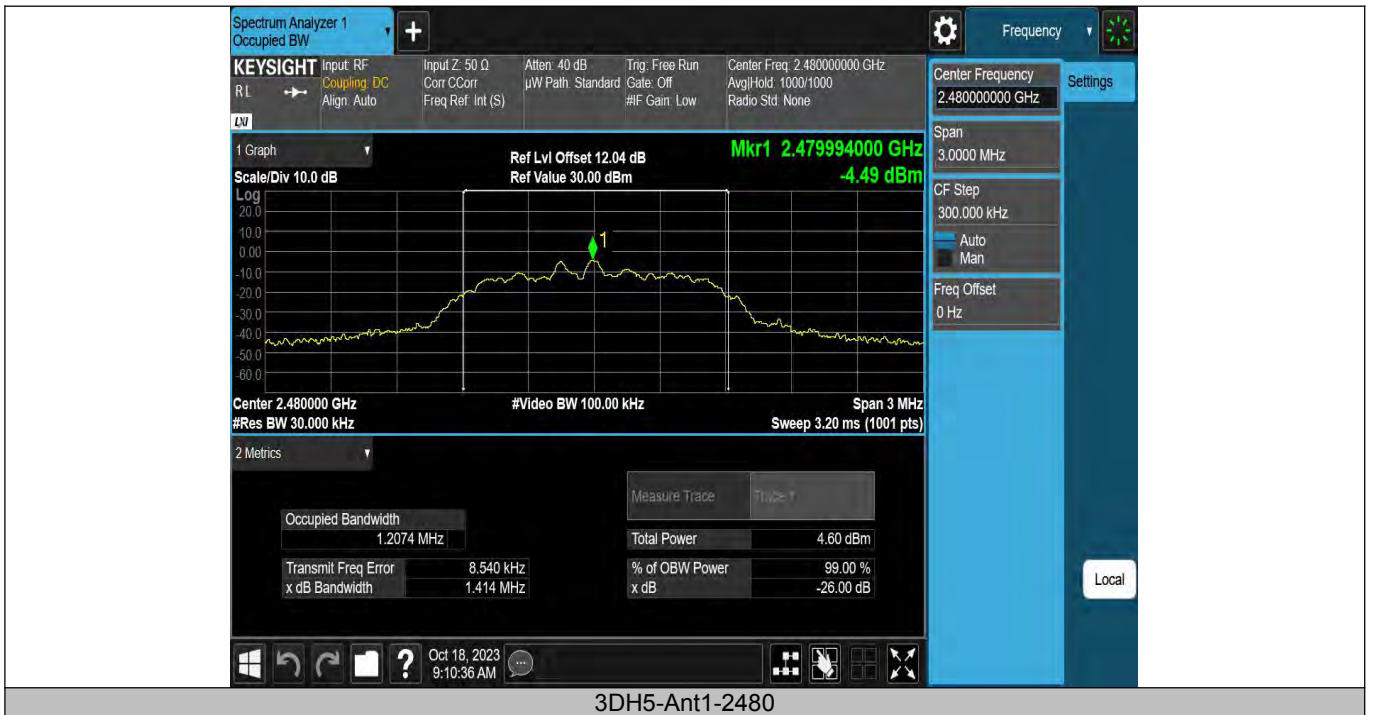 Spectrum Analyzer 1
Occupied BW
+
Frequency
KEYSIGHT
R L
LXI
Input: RF
Coupling: DC
Align: Auto
Input Z: 50 Ω
Corr CCorr
Freq Ref: Int (S)
Atten: 40 dB
µW Path: Standard
Trig: Free Run
Gate: Off
#IF Gain: Low
Center Freq: 2.480000000 GHz
Avg|Hold: 1000/1000
Radio Std: None
Center Frequency
2.480000000 GHz
Settings
Span
3.0000 MHz
CF Step
300.000 kHz
Auto
Man
Freq Offset
0 Hz
Local
1 Graph
Scale/Div 10.0 dB
Ref Lvl Offset 12.04 dB
Ref Value 30.00 dBm
Mkr1 2.479994000 GHz
-4.49 dBm
Log
20.0
10.0
0.00
-10.0
-20.0
-30.0
-40.0
-50.0
-60.0
1
Center 2.480000 GHz
#Res BW 30.000 kHz
#Video BW 100.00 kHz
Span 3 MHz
Sweep 3.20 ms (1001 pts)
2 Metrics
Measure Trace
Trace 1
Occupied Bandwidth
1.2074 MHz
Total Power 4.60 dBm
Transmit Freq Error 8.540 kHz
% of OBW Power 99.00 %
x dB Bandwidth 1.414 MHz
x dB -26.00 dB
?
Oct 18, 2023
9:10:36 AM
3DH5-Ant1-2480